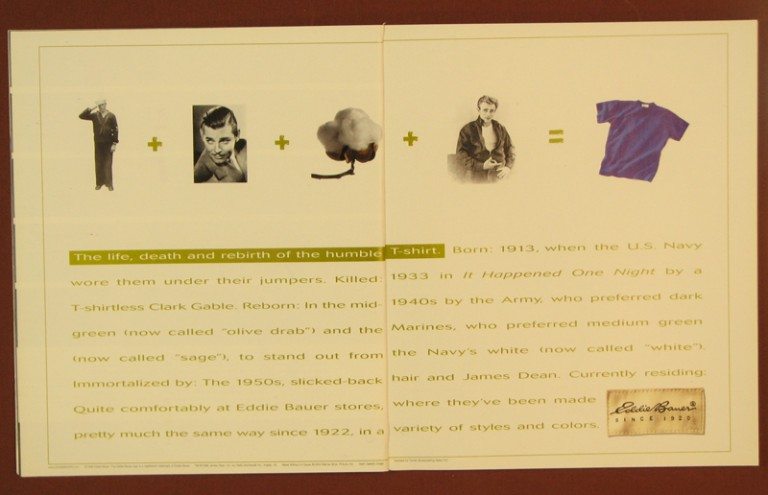 The life, death and rebirth of the humble T-shirt. Born: 1913, when the U.S. Navy
wore them under their jumpers. Killed: 1933 in It Happened One Night by a
T-shirtless Clark Gable. Reborn: In the mid-1940s by the Army, who preferred dark
green (now called "olive drab") and the Marines, who preferred medium green
(now called "sage"), to stand out from the Navy's white (now called "white").
Immortalized by: The 1950s, slicked-back hair and James Dean. Currently residing:
Quite comfortably at Eddie Bauer stores, where they've been made
pretty much the same way since 1922, in a variety of styles and colors.
Eddie Bauer®
SINCE 1920